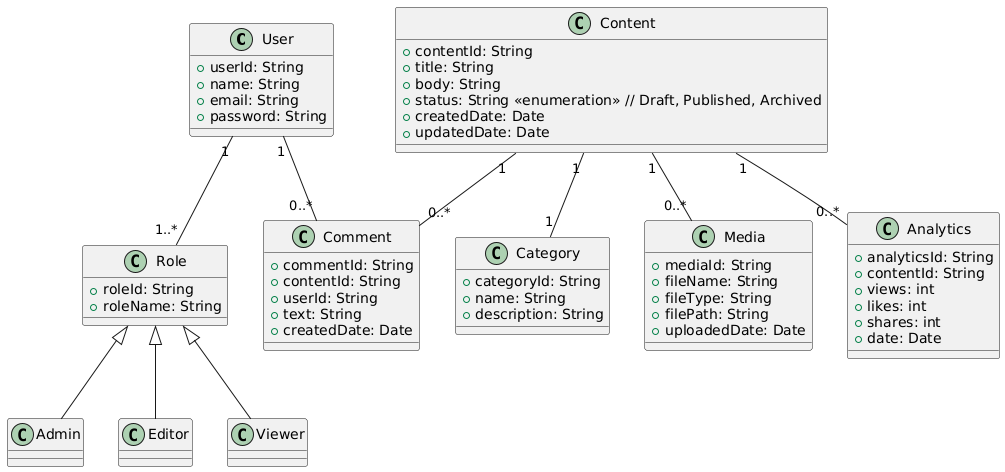 C User
userId: String
name: String
email: String
password: String
C Content
contentId: String
title: String
body: String
status: String «enumeration» // Draft, Published, Archived
createdDate: Date
updatedDate: Date
1
1
1
1
1
1
1..*
0..*
0..*
1
0..*
0..*
C Role
roleId: String
roleName: String
C Comment
commentId: String
contentId: String
userId: String
text: String
createdDate: Date
C Category
categoryId: String
name: String
description: String
C Media
mediaId: String
fileName: String
fileType: String
filePath: String
uploadedDate: Date
C Analytics
analyticsId: String
contentId: String
views: int
likes: int
shares: int
date: Date
C Admin
C Editor
C Viewer